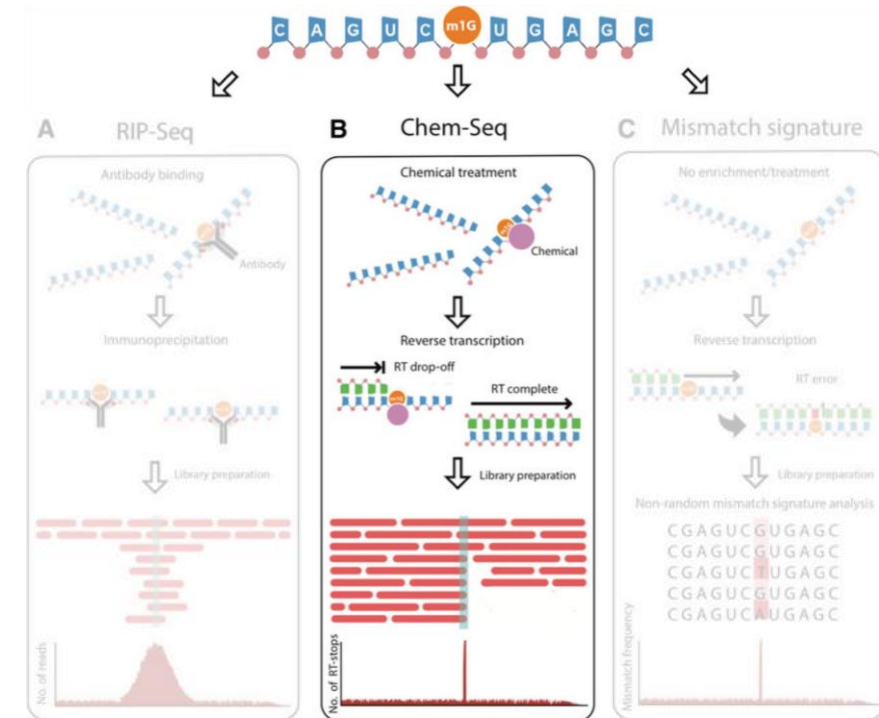 C A G U C m1G U G A G C
A RIP-Seq
Antibody binding
Antibody
Immunoprecipitation
Library preparation
No. of reads
B Chem-Seq
Chemical treatment
m1G
Chemical
Reverse transcription
RT drop-off
m1G
RT complete
Library preparation
No. of RT-stops
C Mismatch signature
No enrichment/treatment
Reverse transcription
RT error
Library preparation
Non-random mismatch signature analysis
CGAGUCGUGAGC
CGAGUCGUGAGC
CGAGUCTUGAGC
CGAGUCGUGAGC
CGAGUCAUGAGC
Mismatch frequency